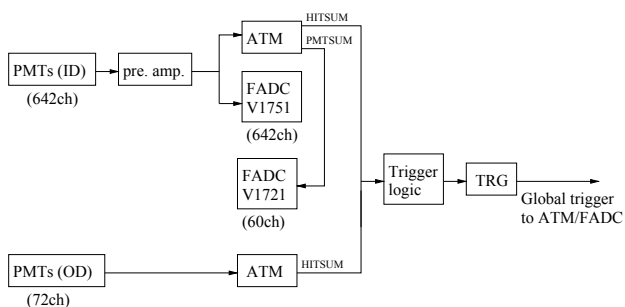 HITSUM
PMTSUM
ATM
PMTs (ID)
(642ch)
pre. amp.
FADC
V1751
(642ch)
FADC
V1721
(60ch)
Trigger
logic
TRG
Global trigger
to ATM/FADC
PMTs (OD)
(72ch)
ATM
HITSUM